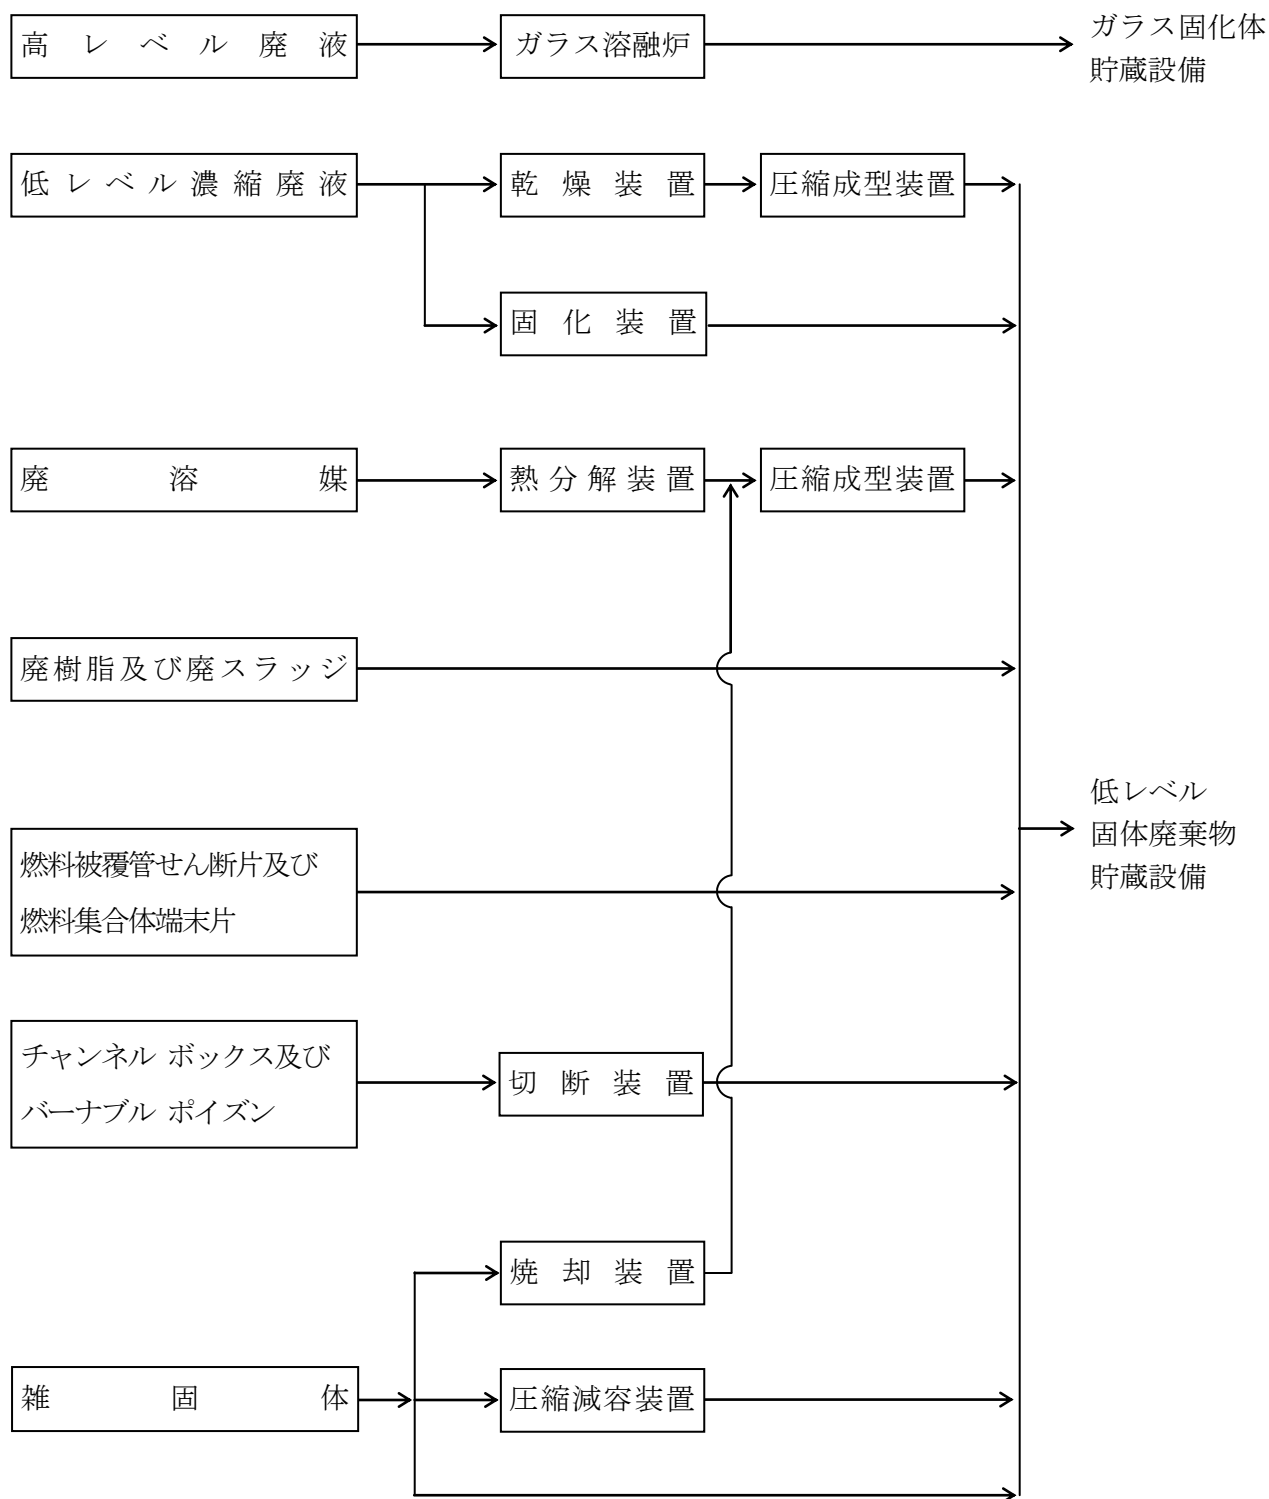 高レベル廃液
ガラス溶融炉
ガラス固化体
貯蔵設備
低レベル濃縮廃液
乾燥装置
圧縮成型装置
固化装置
廃溶媒
熱分解装置
圧縮成型装置
廃樹脂及び廃スラッジ
低レベル
固体廃棄物
貯蔵設備
燃料被覆管せん断片及び
燃料集合体端末片
チャンネル ボックス及び
バーナブル ポイズン
切断装置
焼却装置
雑固体
圧縮減容装置